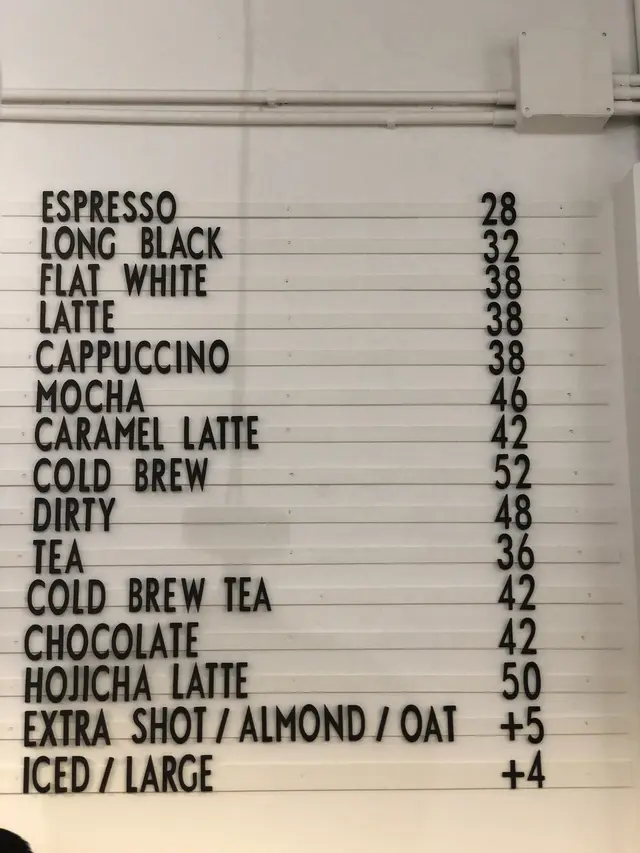 ESPRESSO 28
LONG BLACK 32
FLAT WHITE 38
LATTE 38
CAPPUCCINO 38
MOCHA 46
CARAMEL LATTE 42
COLD BREW 52
DIRTY 48
TEA 36
COLD BREW TEA 42
CHOCOLATE 42
HOJICHA LATTE 50
EXTRA SHOT / ALMOND / OAT +5
ICED / LARGE +4